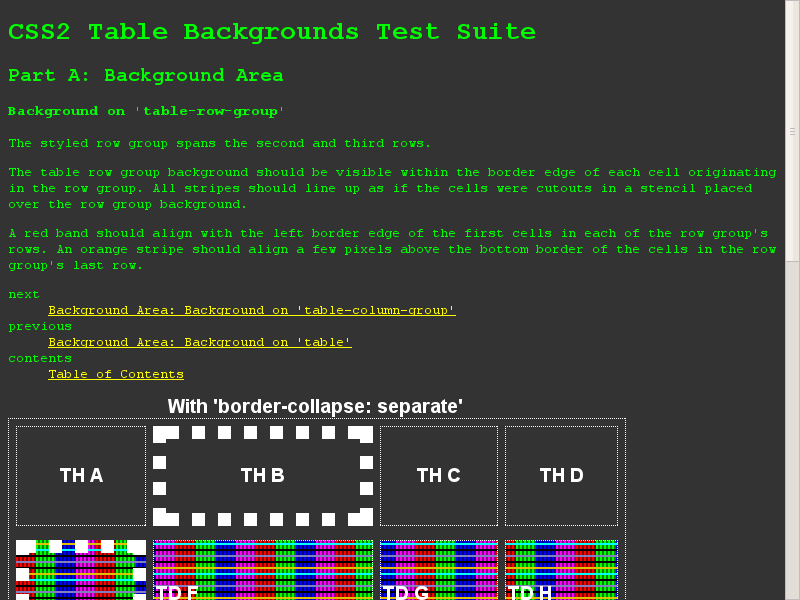 CSS2 Table Backgrounds Test Suite
Part A: Background Area
Background on 'table-row-group'
The styled row group spans the second and third rows.
The table row group background should be visible within the border edge of each cell originating
in the row group. All stripes should line up as if the cells were cutouts in a stencil placed
over the row group background.
A red band should align with the left border edge of the first cells in each of the row group's
rows. An orange stripe should align a few pixels above the bottom border of the cells in the row
group's last row.
next
Background Area: Background on 'table-column-group'
previous
Background Area: Background on 'table'
contents
Table of Contents
With 'border-collapse: separate'
TH A TH B TH C TH D
TD F TD G TD H